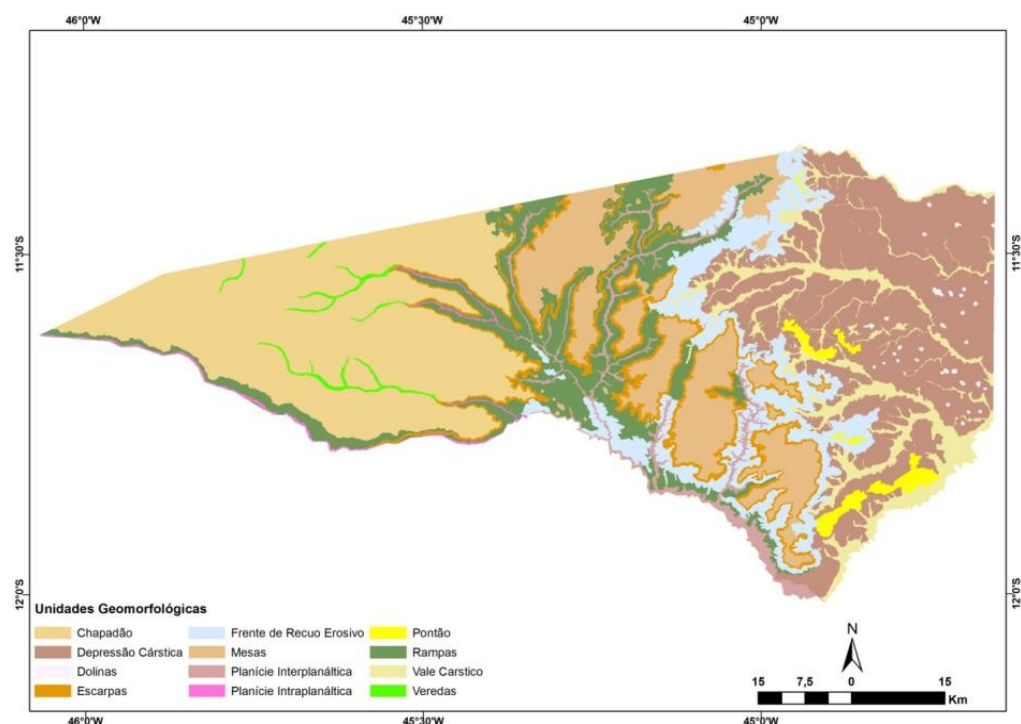 46°0'W 45°30'W 45°0'W
11°30'S 11°30'S
12°0'S 12°0'S
Unidades Geomorfológicas
Chapadão
Depressão Cárstica
Dolinas
Escarpas
Frente de Recuo Erosivo
Mesas
Planície Interplanáltica
Planície Intraplanáltica
Pontão
Rampas
Vale Carstico
Veredas
N
15 7,5 0 15
Km
46°0'W 45°30'W 45°0'W